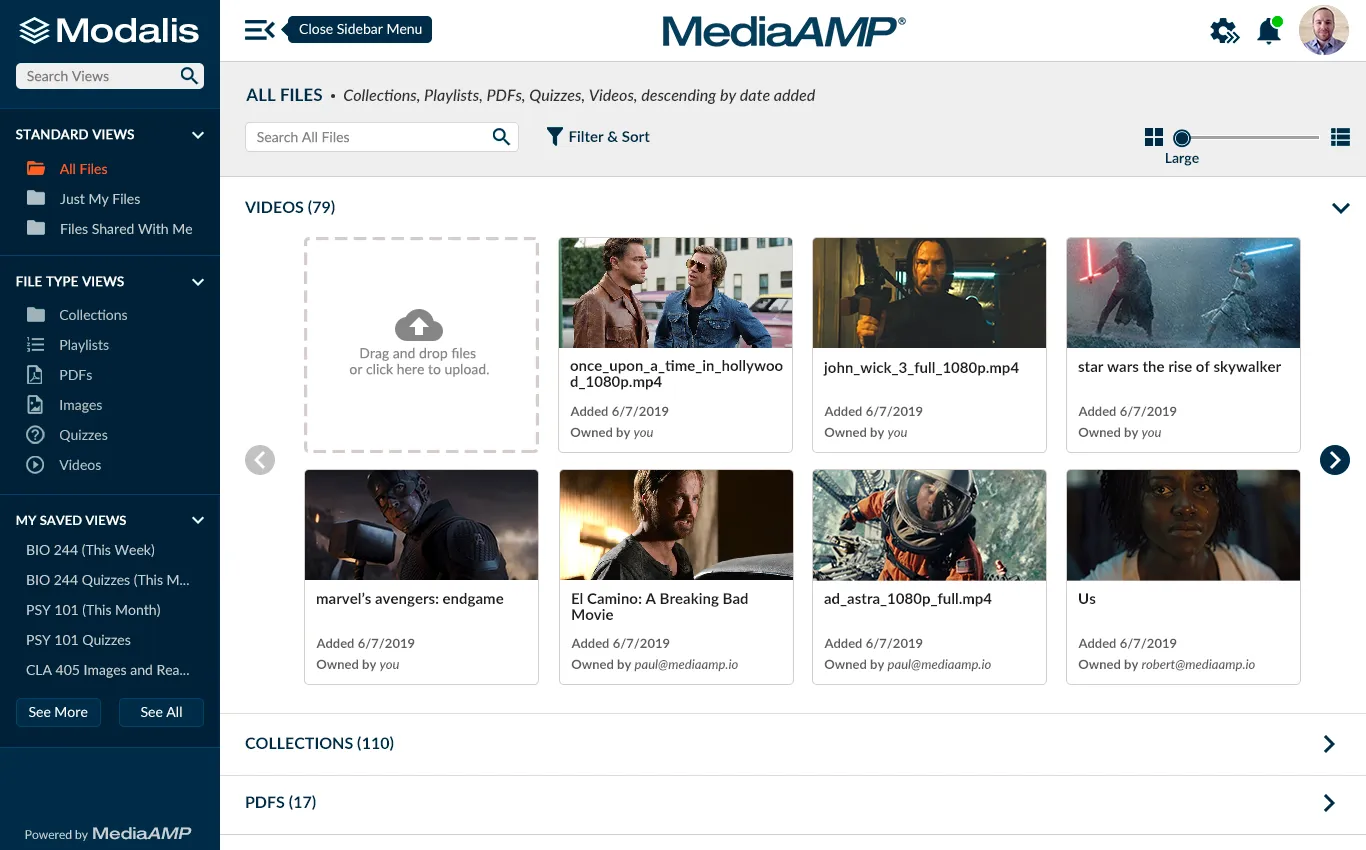 Modalis
Search Views
STANDARD VIEWS
All Files
Just My Files
Files Shared With Me
FILE TYPE VIEWS
Collections
Playlists
PDFs
Images
Quizzes
Videos
MY SAVED VIEWS
BIO 244 (This Week)
BIO 244 Quizzes (This M...
PSY 101 (This Month)
PSY 101 Quizzes
CLA 405 Images and Rea...
See More See All
Powered by MediaAMP
Close Sidebar Menu
MediaAMP®
ALL FILES • Collections, Playlists, PDFs, Quizzes, Videos, descending by date added
Search All Files
Filter & Sort
Large
VIDEOS (79)
Drag and drop files
or click here to upload.
once_upon_a_time_in_hollywoo
d_1080p.mp4
Added 6/7/2019
Owned by you
john_wick_3_full_1080p.mp4
Added 6/7/2019
Owned by you
star wars the rise of skywalker
Added 6/7/2019
Owned by you
marvel’s avengers: endgame
Added 6/7/2019
Owned by you
El Camino: A Breaking Bad
Movie
Added 6/7/2019
Owned by paul@mediaamp.io
ad_astra_1080p_full.mp4
Added 6/7/2019
Owned by paul@mediaamp.io
Us
Added 6/7/2019
Owned by robert@mediaamp.io
COLLECTIONS (110)
PDFS (17)